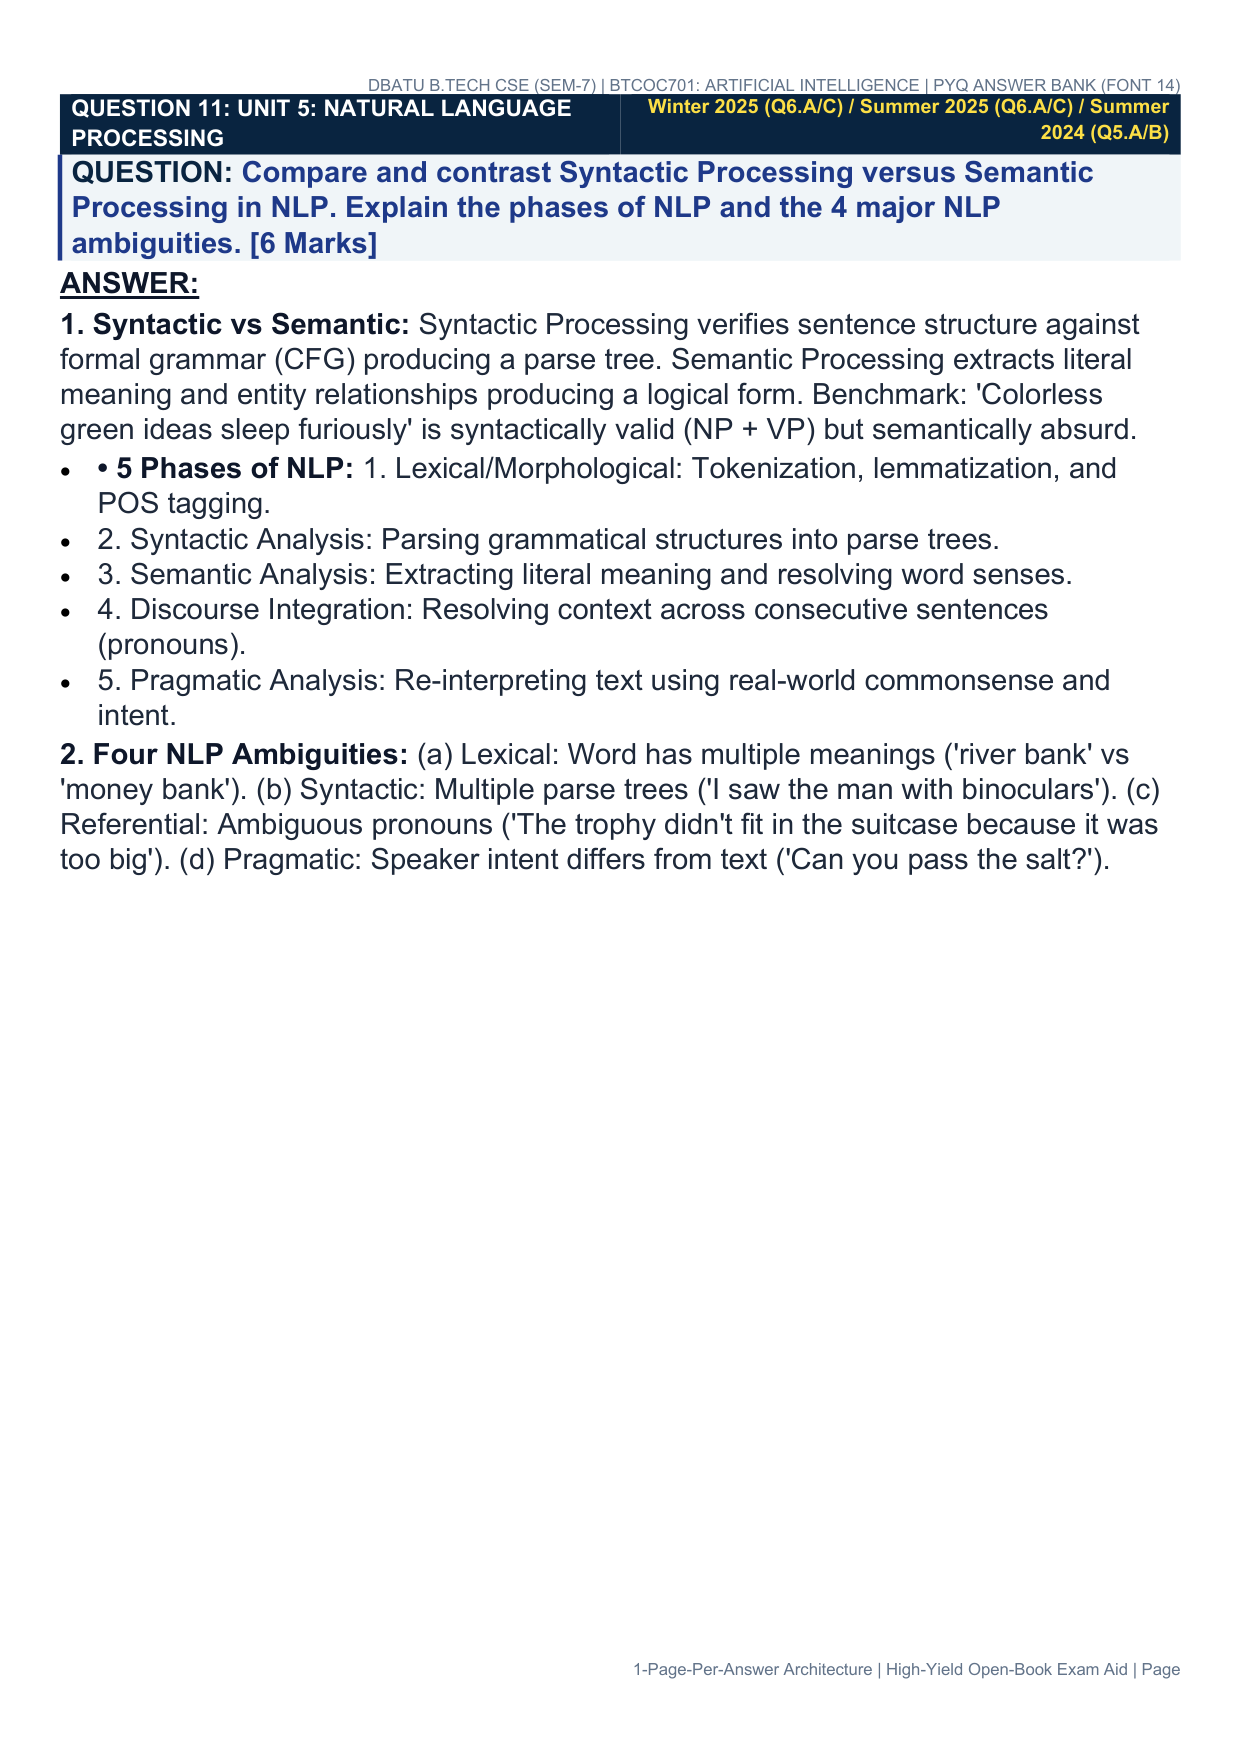 DBATU B.TECH CSE (SEM-7) | BTCOC701: ARTIFICIAL INTELLIGENCE | PYQ ANSWER BANK (FONT 14)
QUESTION 11: UNIT 5: NATURAL LANGUAGE
PROCESSING
Winter 2025 (Q6.A/C) / Summer 2025 (Q6.A/C) / Summer
2024 (Q5.A/B)
QUESTION: Compare and contrast Syntactic Processing versus Semantic
Processing in NLP. Explain the phases of NLP and the 4 major NLP
ambiguities. [6 Marks]
ANSWER:
1. Syntactic vs Semantic: Syntactic Processing verifies sentence structure against
formal grammar (CFG) producing a parse tree. Semantic Processing extracts literal
meaning and entity relationships producing a logical form. Benchmark: 'Colorless
green ideas sleep furiously' is syntactically valid (NP + VP) but semantically absurd.
• • 5 Phases of NLP: 1. Lexical/Morphological: Tokenization, lemmatization, and
POS tagging.
• 2. Syntactic Analysis: Parsing grammatical structures into parse trees.
• 3. Semantic Analysis: Extracting literal meaning and resolving word senses.
• 4. Discourse Integration: Resolving context across consecutive sentences
(pronouns).
• 5. Pragmatic Analysis: Re-interpreting text using real-world commonsense and
intent.
2. Four NLP Ambiguities: (a) Lexical: Word has multiple meanings ('river bank' vs
'money bank'). (b) Syntactic: Multiple parse trees ('I saw the man with binoculars'). (c)
Referential: Ambiguous pronouns ('The trophy didn't fit in the suitcase because it was
too big'). (d) Pragmatic: Speaker intent differs from text ('Can you pass the salt?').
1-Page-Per-Answer Architecture | High-Yield Open-Book Exam Aid | Page